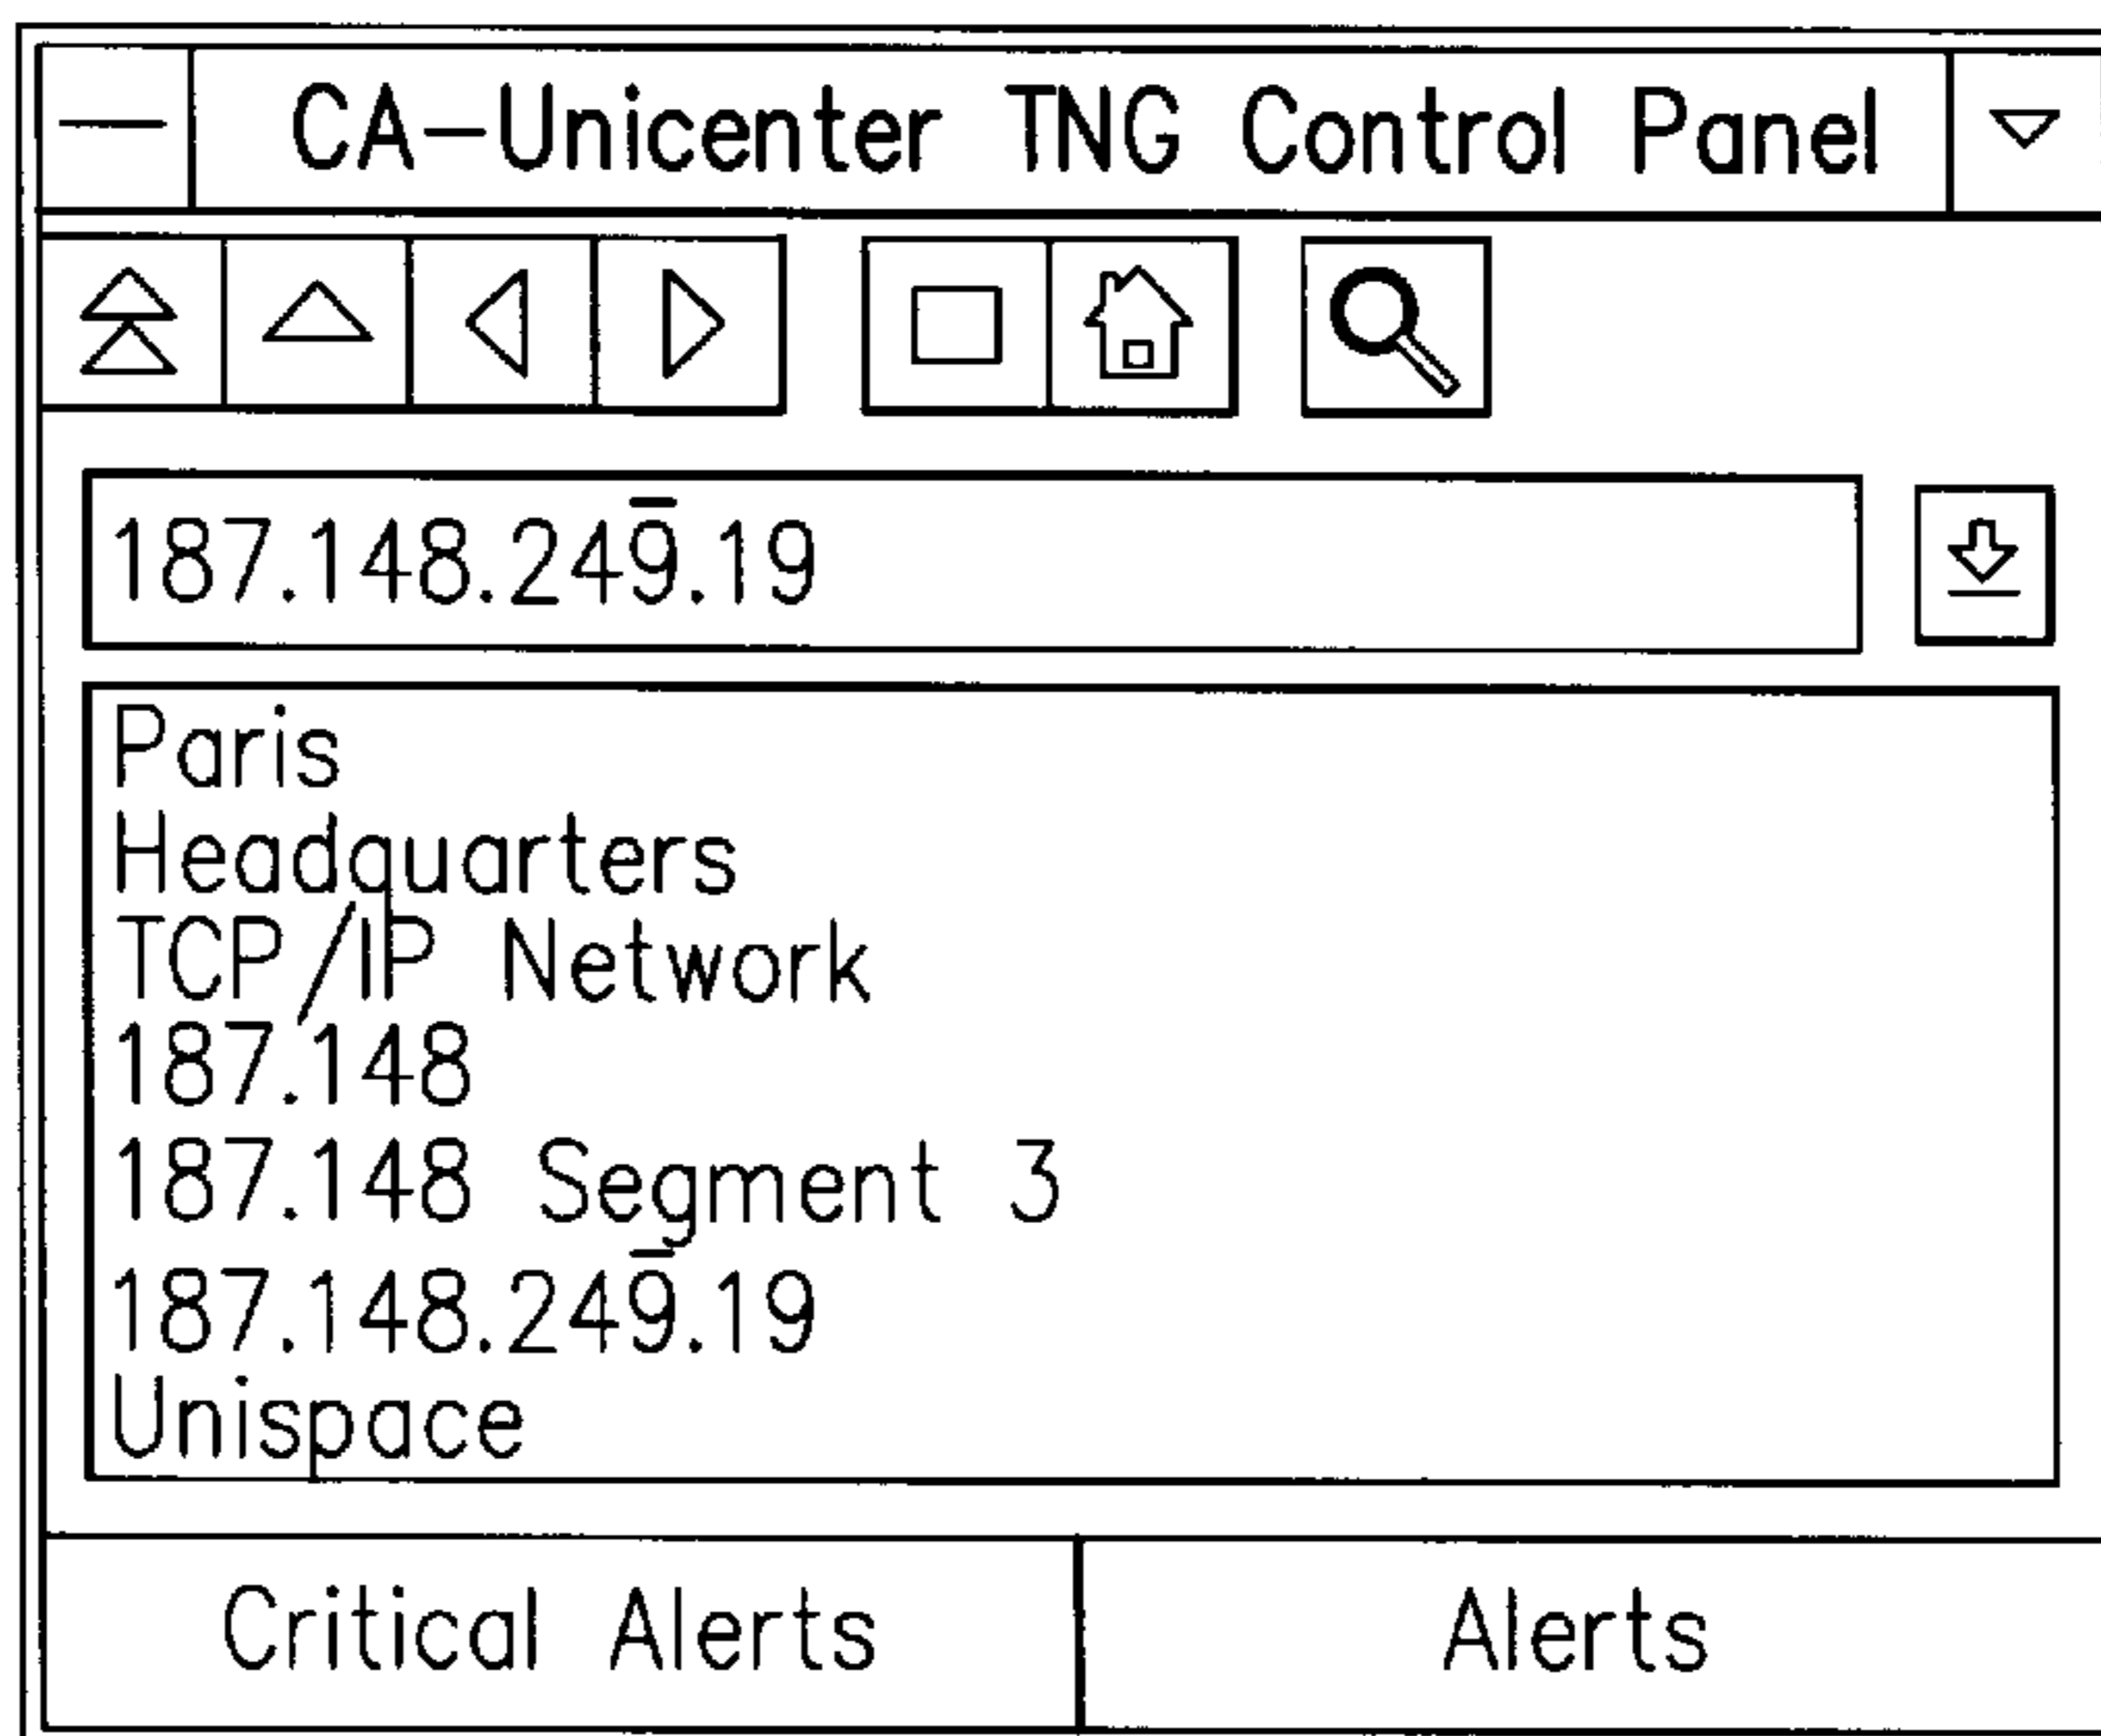 CA-Unicenter TNG Control Panel
187.148.249̅.19
Paris
Headquarters
TCP/IP Network
187.148
187.148 Segment 3
187.148.249̅.19
Unispace
Critical Alerts
Alerts